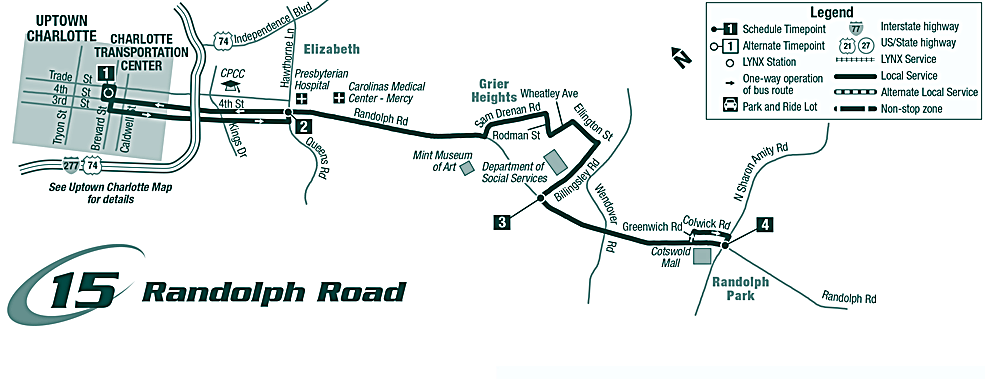 UPTOWN
CHARLOTTE
CHARLOTTE
TRANSPORTATION
CENTER
1
Trade St
4th St
3rd St
Tryon St
Brevard St
Caldwell St
277
74
See Uptown Charlotte Map
for details
74
Independence Blvd
CPCC
Kings Dr
4th St
Hawthorne Ln
Elizabeth
Presbyterian
Hospital
Carolinas Medical
Center - Mercy
2
Queens Rd
Randolph Rd
Mint Museum
of Art
Grier
Heights
Sam Drenan Rd
Wheatley Ave
Rodman St
Ellington St
Department of
Social Services
Billingsley Rd
3
Wendover
Rd
Greenwich Rd
Colwick Rd
Cotswold
Mall
4
N Sharon Amity Rd
Randolph
Park
Randolph Rd
15 Randolph Road
Legend
1 Schedule Timepoint
1 Alternate Timepoint
LYNX Station
One-way operation
of bus route
Park and Ride Lot
77 Interstate highway
21 27 US/State highway
LYNX Service
Local Service
Alternate Local Service
Non-stop zone
N